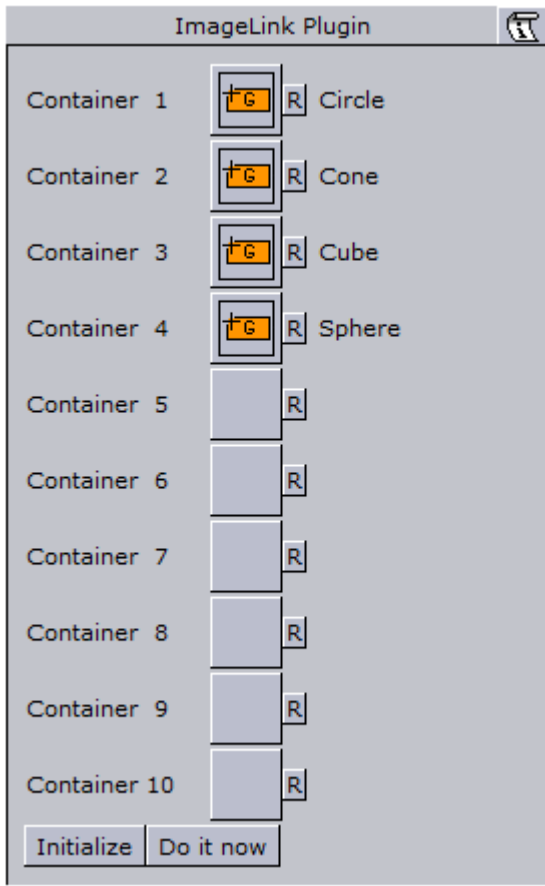 ImageLink Plugin
Container 1 G R Circle
Container 2 G R Cone
Container 3 G R Cube
Container 4 G R Sphere
Container 5 R
Container 6 R
Container 7 R
Container 8 R
Container 9 R
Container 10 R
Initialize Do it now